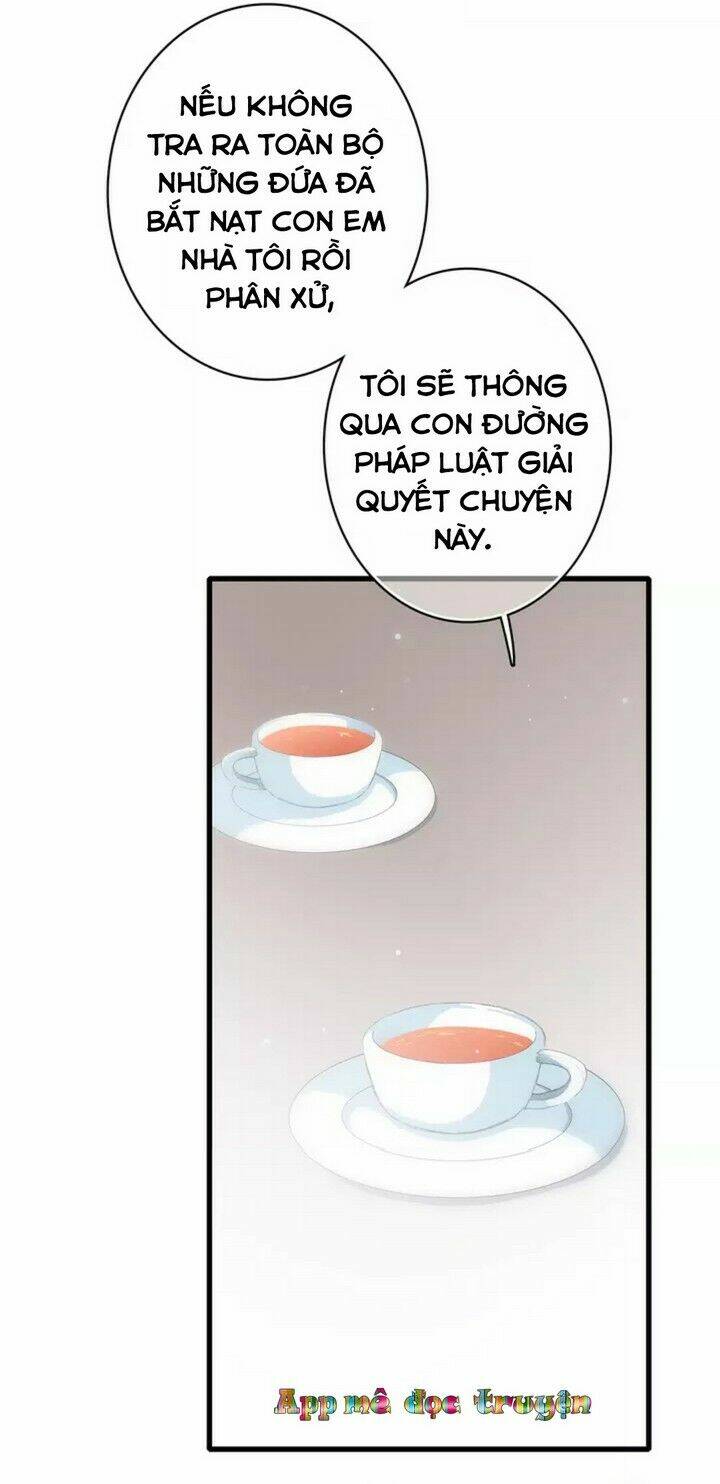 NẾU KHÔNG
TRA RA TOÀN BỘ
NHỮNG ĐỨA ĐÃ
BẮT NẠT CON EM
NHÀ TÔI RỒI
PHÂN XỬ,
TÔI SẼ THÔNG
QUA CON ĐƯỜNG
PHÁP LUẬT GIẢI
QUYẾT CHUYỆN
NÀY.
App mê đọc truyện